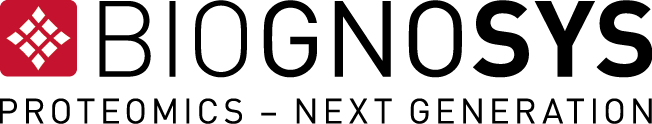 BIOGNOSYS
PROTEOMICS – NEXT GENERATION